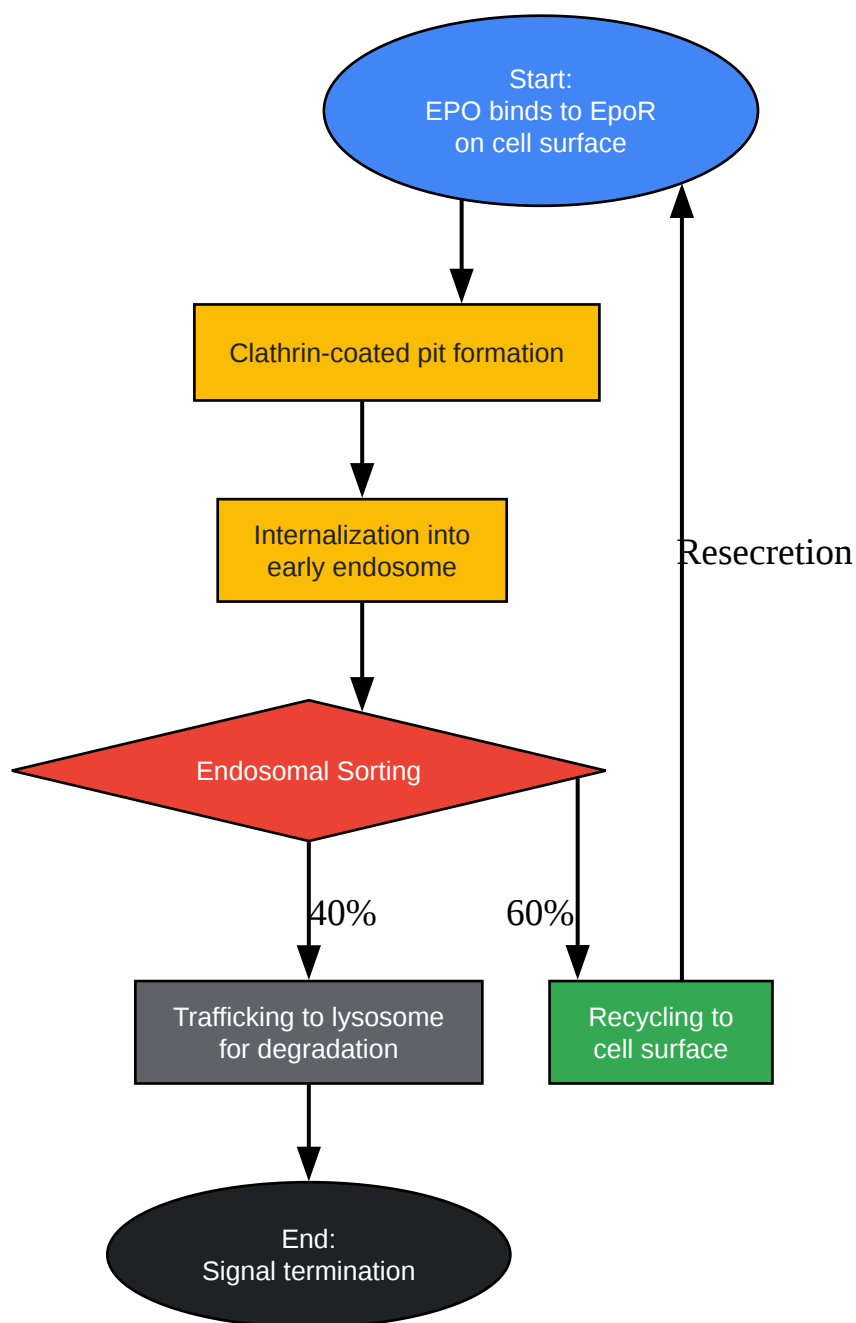 Start:
EPO binds to EpoR
on cell surface
Clathrin-coated pit formation
Internalization into
early endosome
Resecretion
Endosomal Sorting
40%
60%
Trafficking to lysosome
for degradation
Recycling to
cell surface
End:
Signal termination